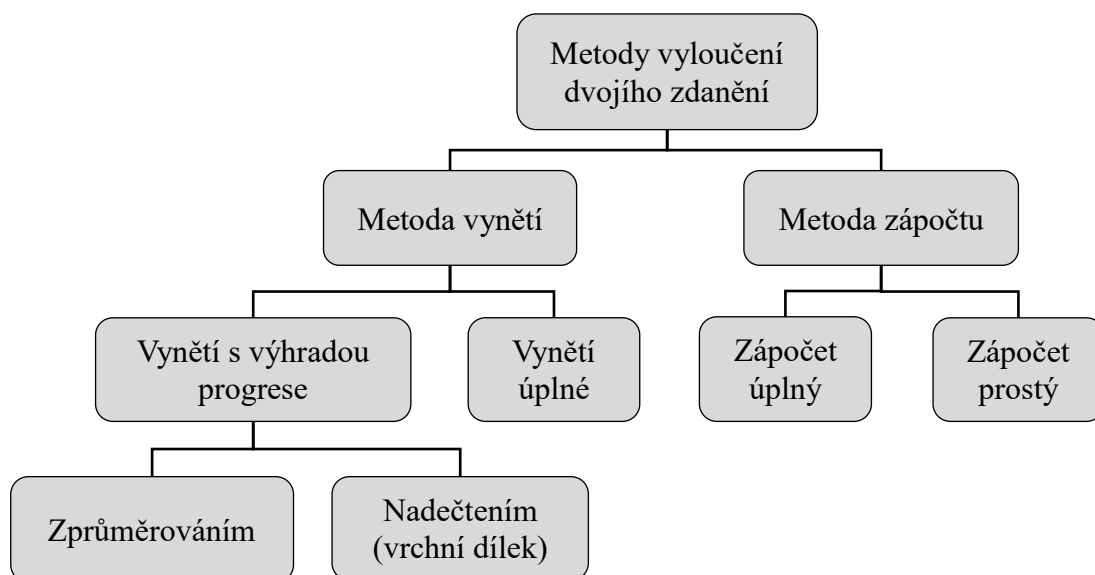 Metody vyloučení
dvojího zdanění
Metoda vynětí
Metoda zápočtu
Vynětí s výhradou
progrese
Vynětí
úplné
Zápočet
úplný
Zápočet
prostý
Zprůměrováním
Nadečtením
(vrchní dílek)